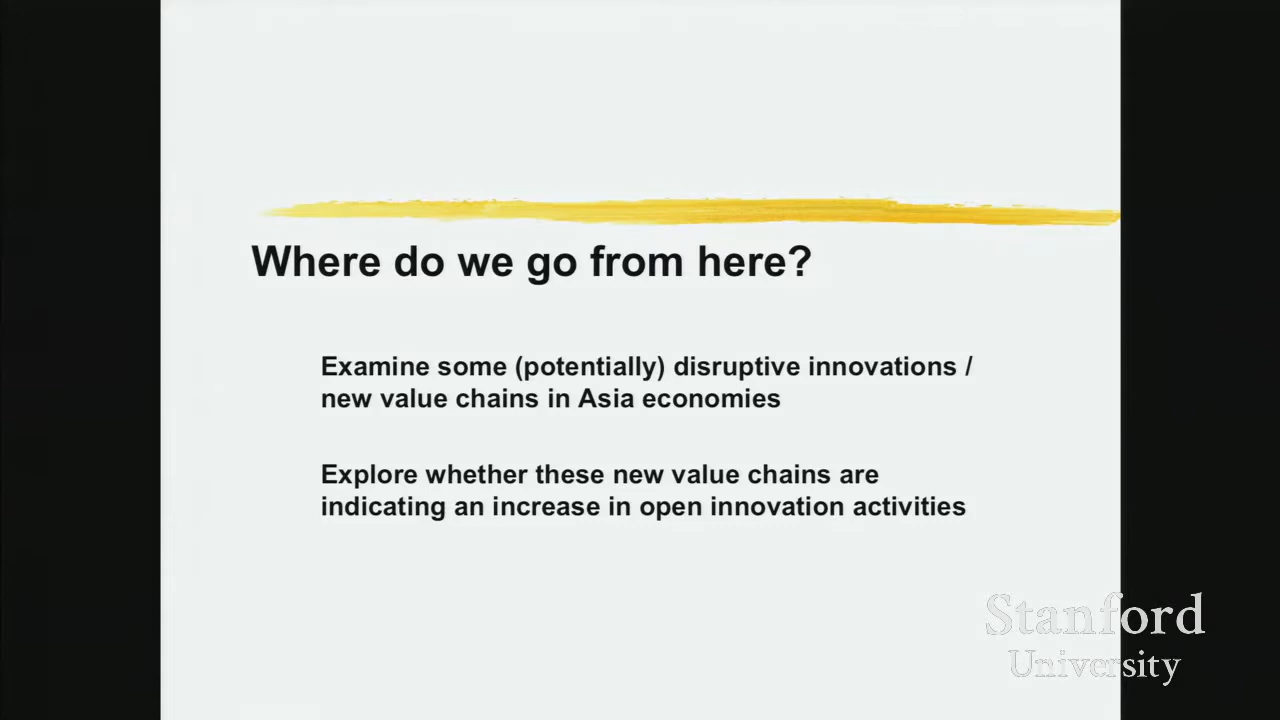 Where do we go from here?
Examine some (potentially) disruptive innovations /
new value chains in Asia economies
Explore whether these new value chains are
indicating an increase in open innovation activities
Stanford
University